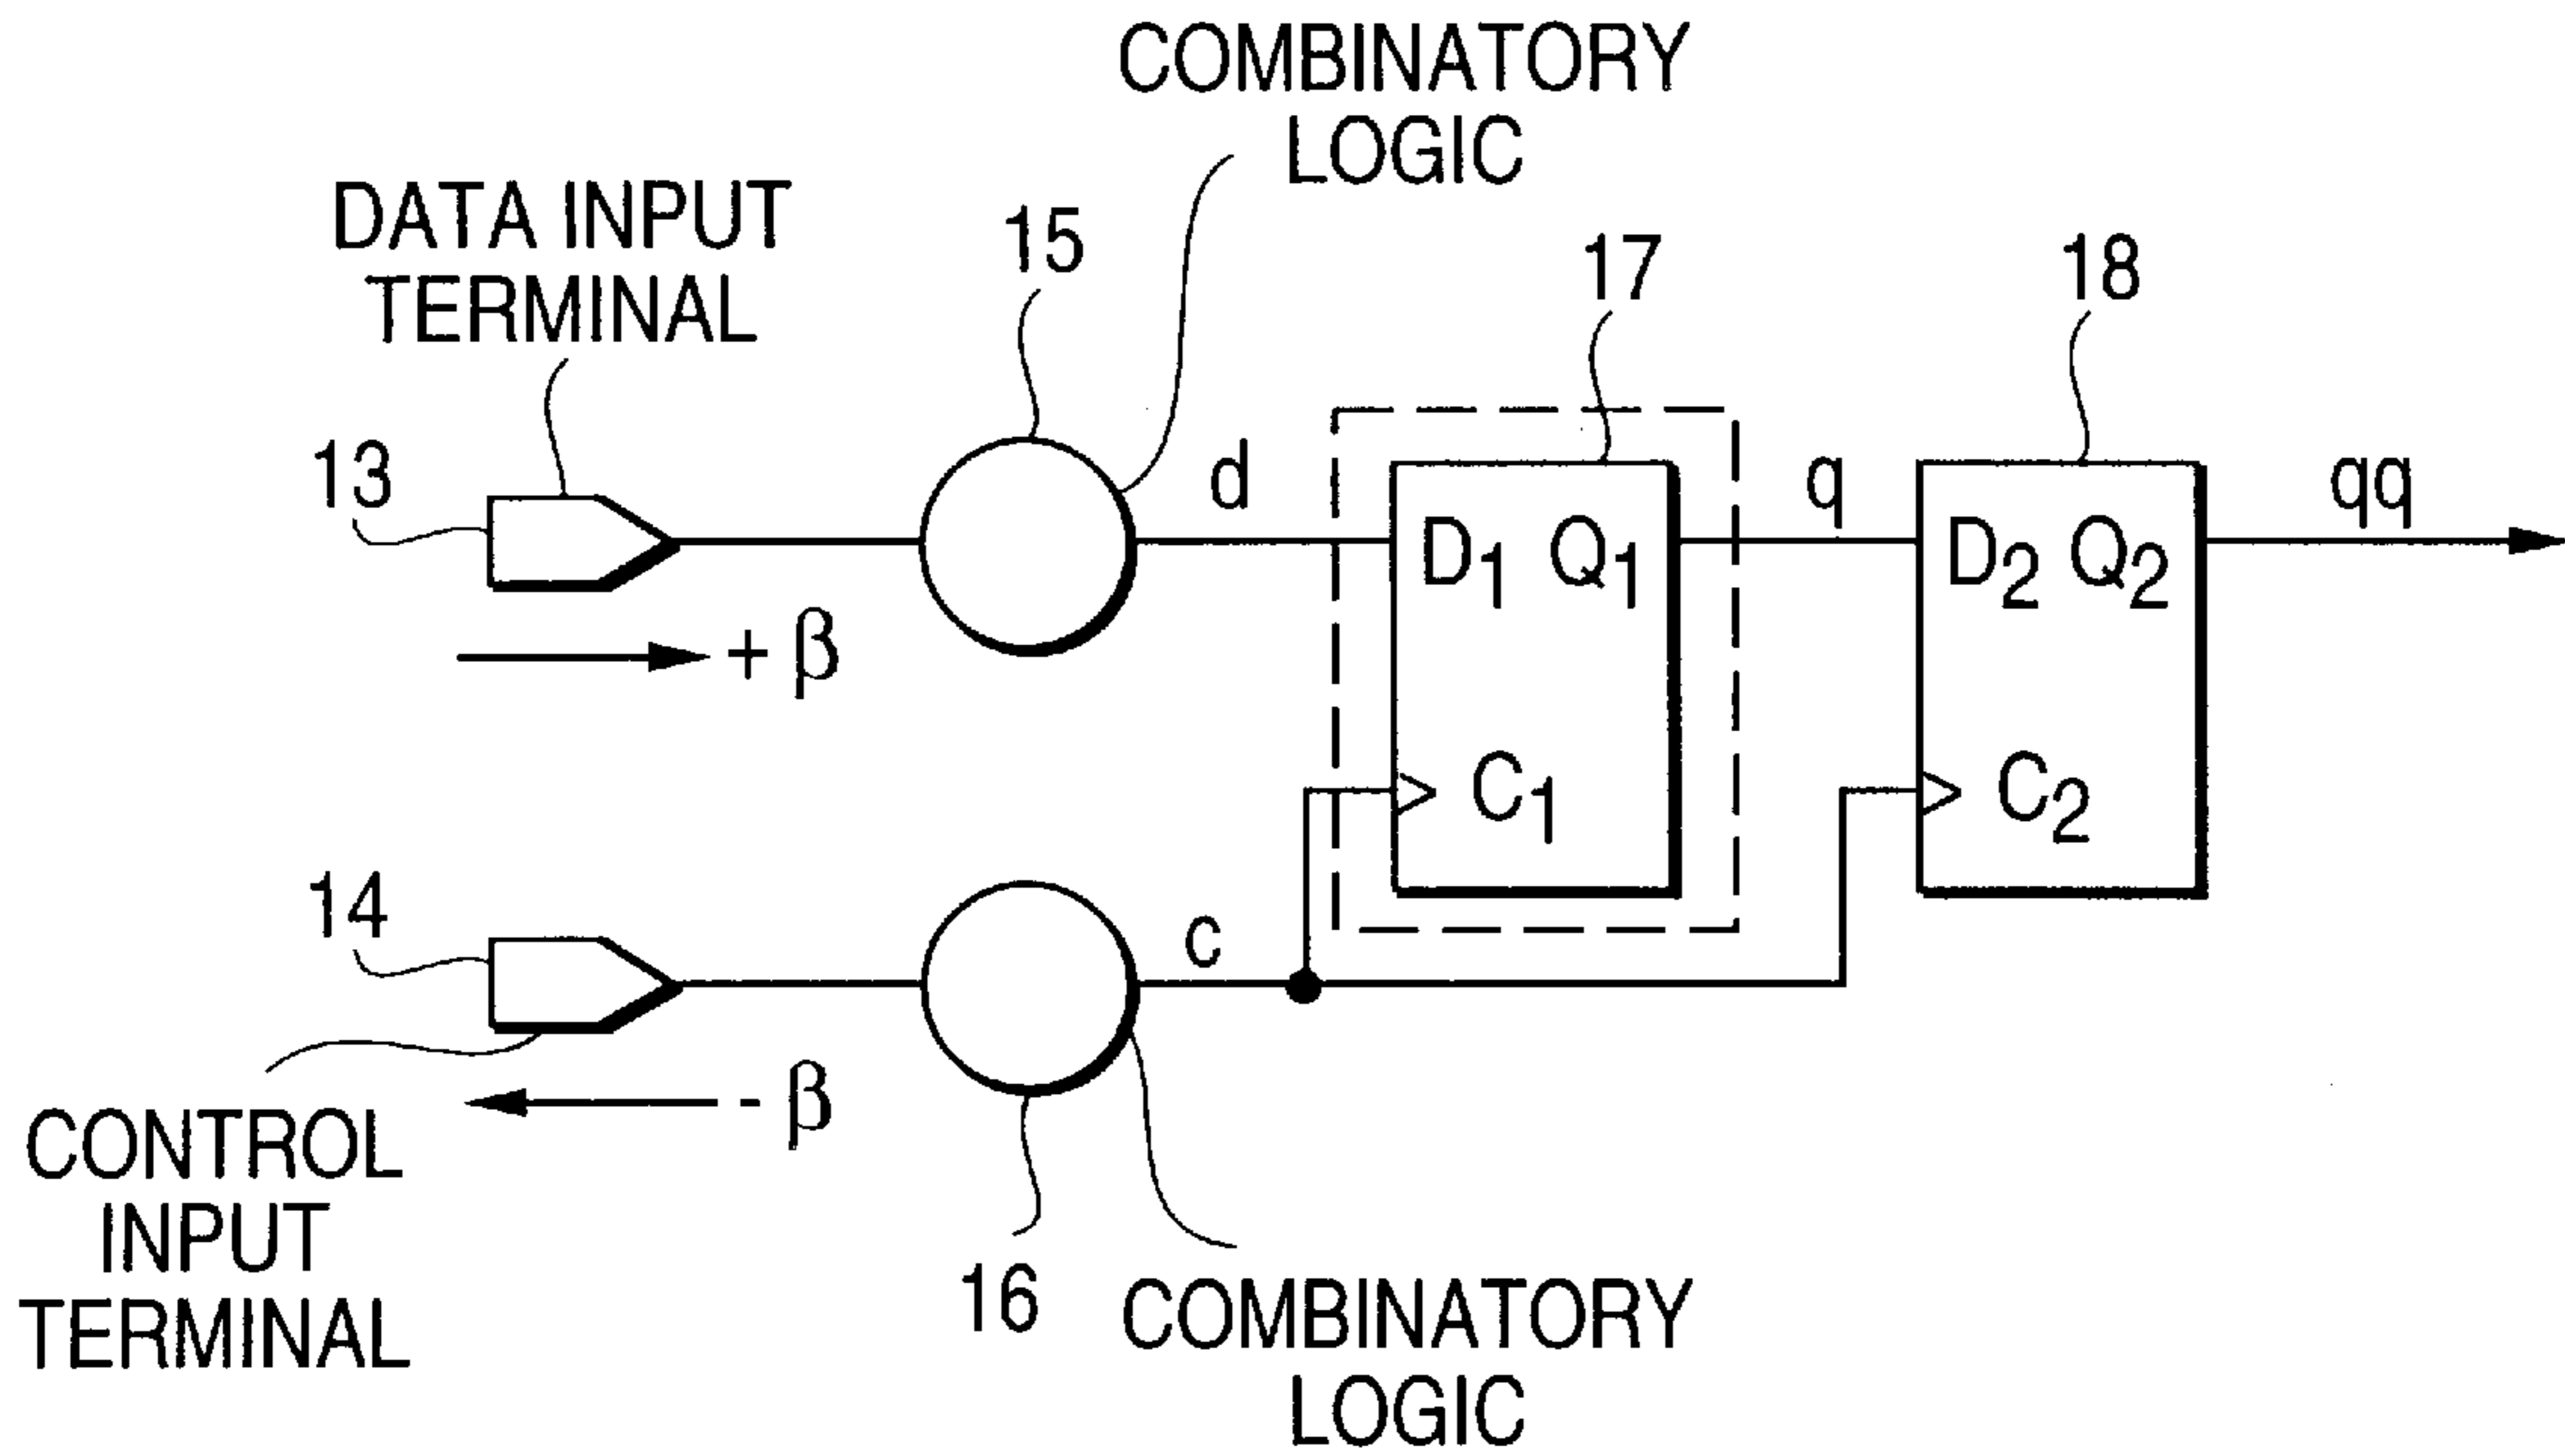 COMBINATORY
LOGIC
DATA INPUT
TERMINAL
15
17
18
13
d
q
qq
D1 Q1
D2 Q2
+ β
C1
C2
14
c
- β
CONTROL
INPUT
TERMINAL
16
COMBINATORY
LOGIC